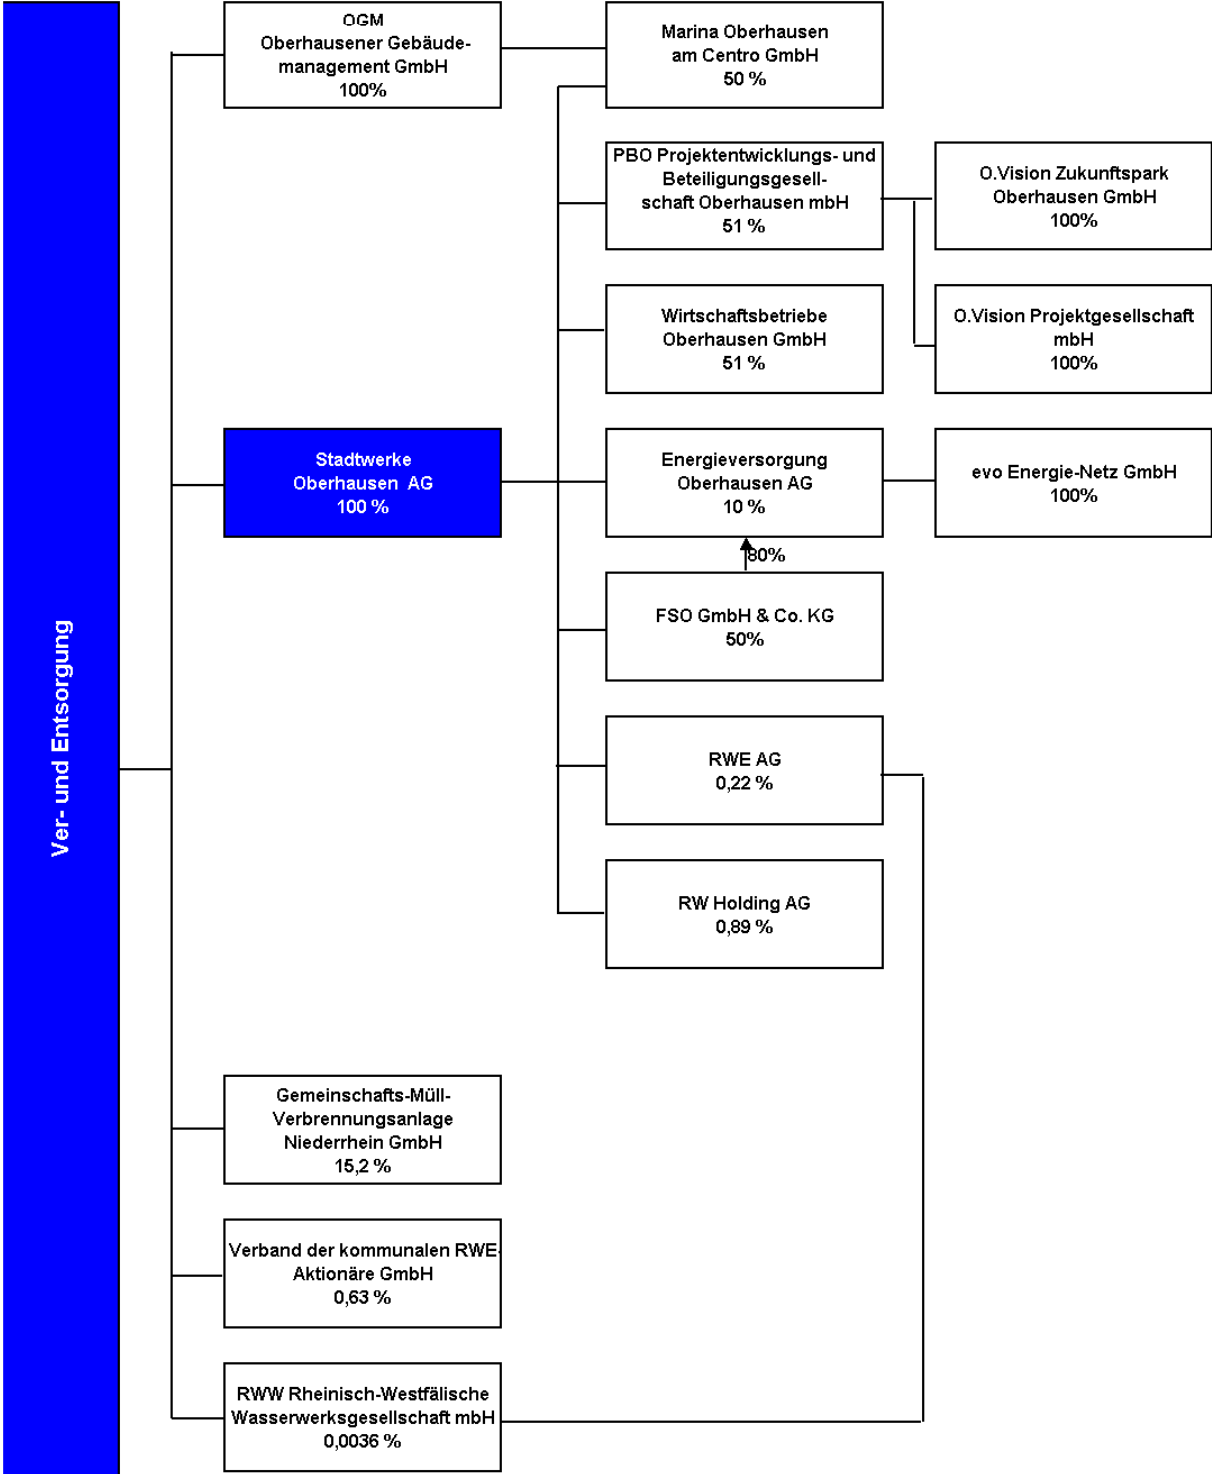 Ver- und Entsorgung
OGM
Oberhausener Gebäude-
management GmbH
100%
Marina Oberhausen
am Centro GmbH
50 %
PBO Projektentwicklungs- und
Beteiligungsgesell-
schaft Oberhausen mbH
51 %
O.Vision Zukunftspark
Oberhausen GmbH
100%
Wirtschaftsbetriebe
Oberhausen GmbH
51 %
O.Vision Projektgesellschaft
mbH
100%
Stadtwerke
Oberhausen AG
100 %
Energieversorgung
Oberhausen AG
10 %
evo Energie-Netz GmbH
100%
80%
FSO GmbH & Co. KG
50%
RWE AG
0,22 %
RW Holding AG
0,89 %
Gemeinschafts-Müll-
Verbrennungsanlage
Niederrhein GmbH
15,2 %
Verband der kommunalen RWE-
Aktionäre GmbH
0,63 %
RWW Rheinisch-Westfälische
Wasserwerksgesellschaft mbH
0,0036 %